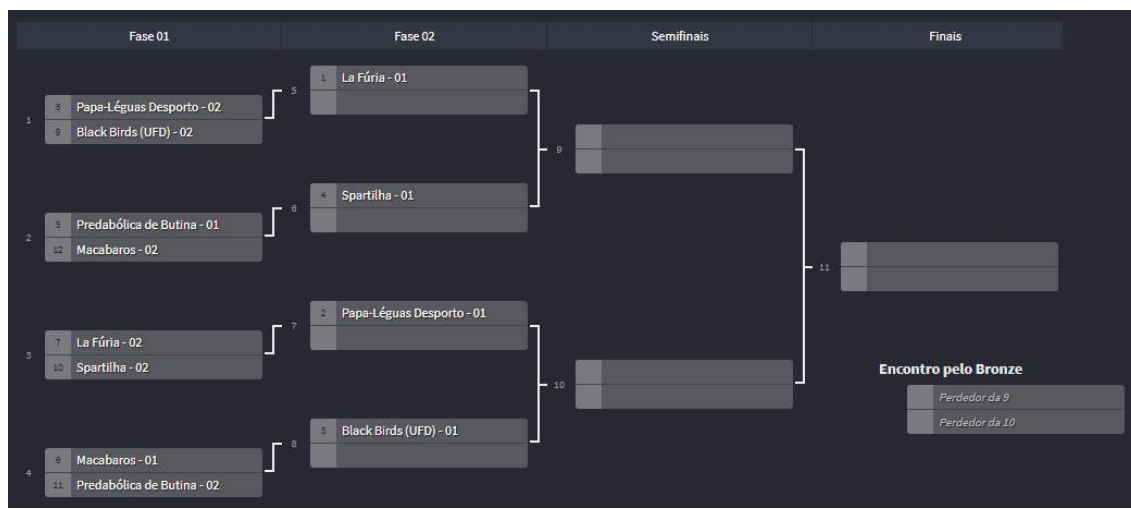 Fase 01
Fase 02
Semifinais
Finais
1
8 Papa-Léguas Desporto - 02
9 Black Birds (UFD) - 02
2
5 Predabólica de Butina - 01
12 Macabaros - 02
3
7 La Fúria - 02
10 Spartilha - 02
4
6 Macabaros - 01
11 Predabólica de Butina - 02
5
1 La Fúria - 01
6
4 Spartilha - 01
7
2 Papa-Léguas Desporto - 01
8
3 Black Birds (UFD) - 01
9
10
11
Encontro pelo Bronze
Perdedor da 9
Perdedor da 10